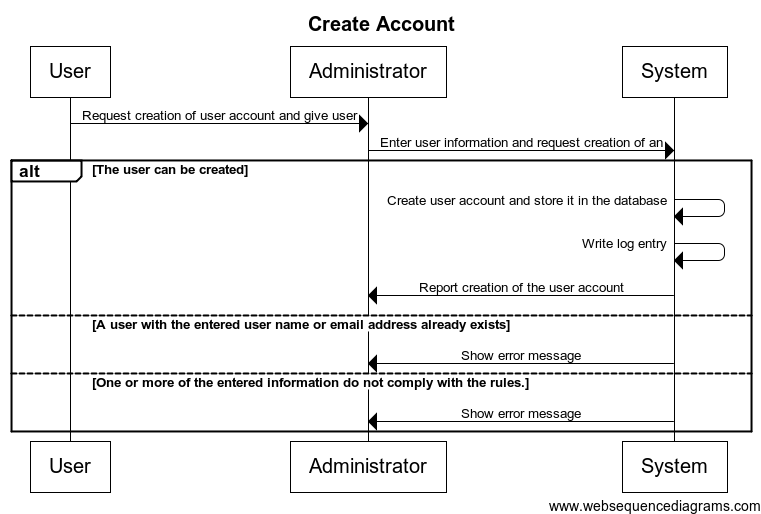 Create Account
User
Administrator
System
Request creation of user account and give user
Enter user information and request creation of an
alt
[The user can be created]
Create user account and store it in the database
Write log entry
Report creation of the user account
[A user with the entered user name or email address already exists]
Show error message
[One or more of the entered information do not comply with the rules.]
Show error message
User
Administrator
System
www.websequencediagrams.com